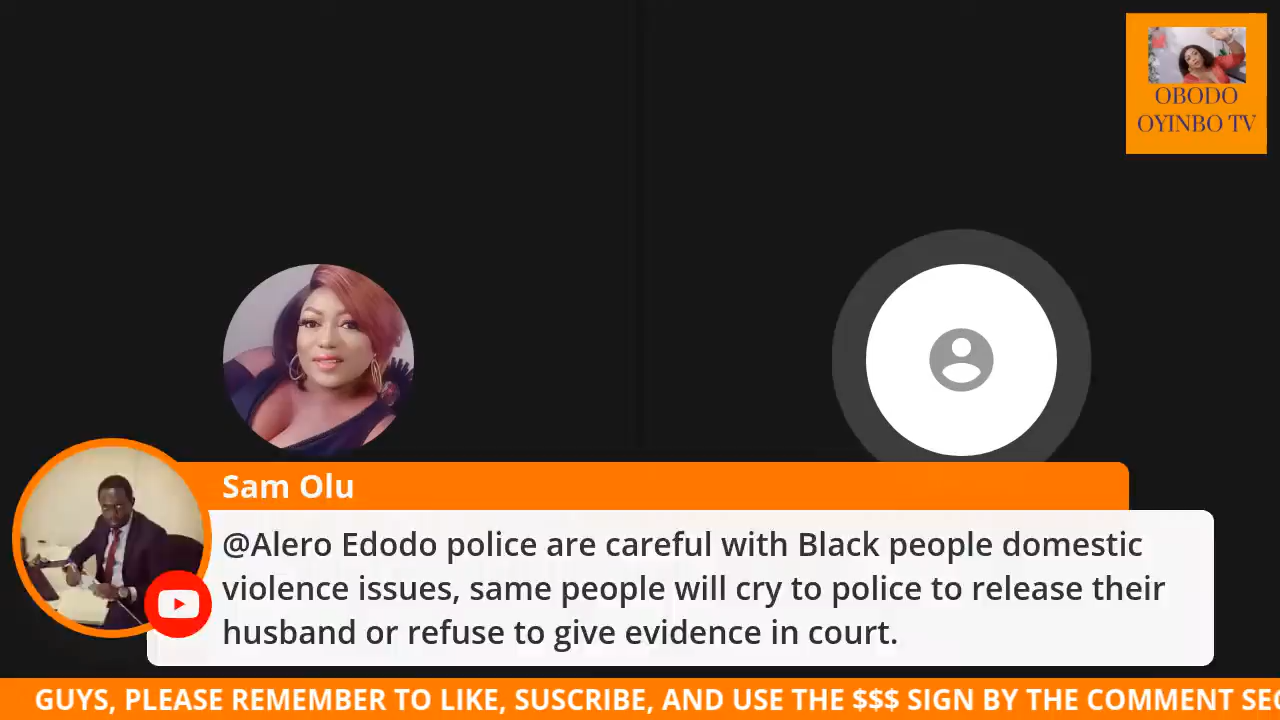 OBODO
OYINBO TV
Sam Olu
@Alero Edodo police are careful with Black people domestic
violence issues, same people will cry to police to release their
husband or refuse to give evidence in court.
GUYS, PLEASE REMEMBER TO LIKE, SUSCRIBE, AND USE THE $$$ SIGN BY THE COMMENT SEC